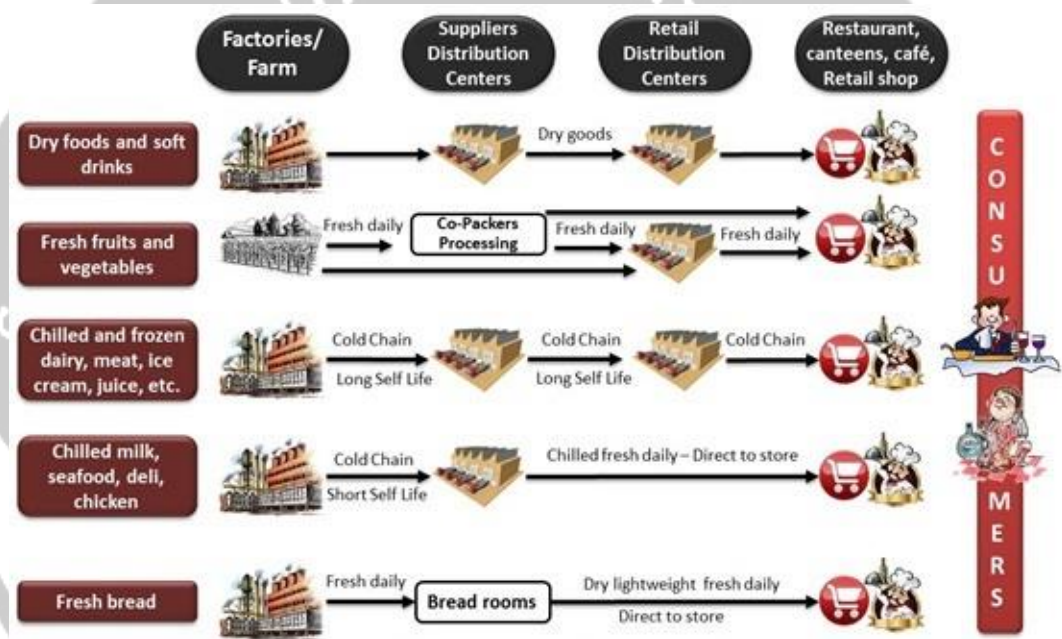 Factories/
Farm
Suppliers
Distribution
Centers
Retail
Distribution
Centers
Restaurant,
canteens, café,
Retail shop
Dry foods and soft
drinks
Dry goods
Fresh fruits and
vegetables
Fresh daily
Co-Packers
Processing
Fresh daily
Fresh daily
Chilled and frozen
dairy, meat, ice
cream, juice, etc.
Cold Chain
Long Self Life
Cold Chain
Long Self Life
Cold Chain
Chilled milk,
seafood, deli,
chicken
Cold Chain
Short Self Life
Chilled fresh daily – Direct to store
Fresh bread
Fresh daily
Bread rooms
Dry lightweight fresh daily
Direct to store
C
O
N
S
U
M
E
R
S